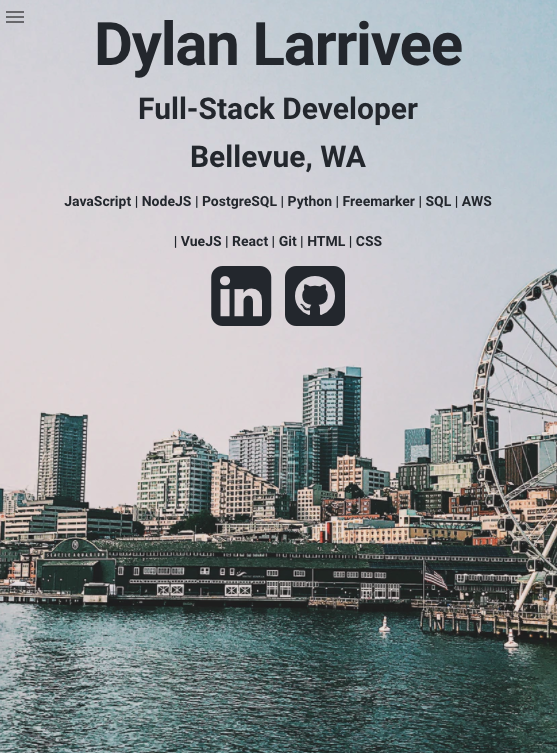 Dylan Larrivee
Full-Stack Developer
Bellevue, WA
JavaScript | NodeJS | PostgreSQL | Python | Freemarker | SQL | AWS
| VueJS | React | Git | HTML | CSS
in